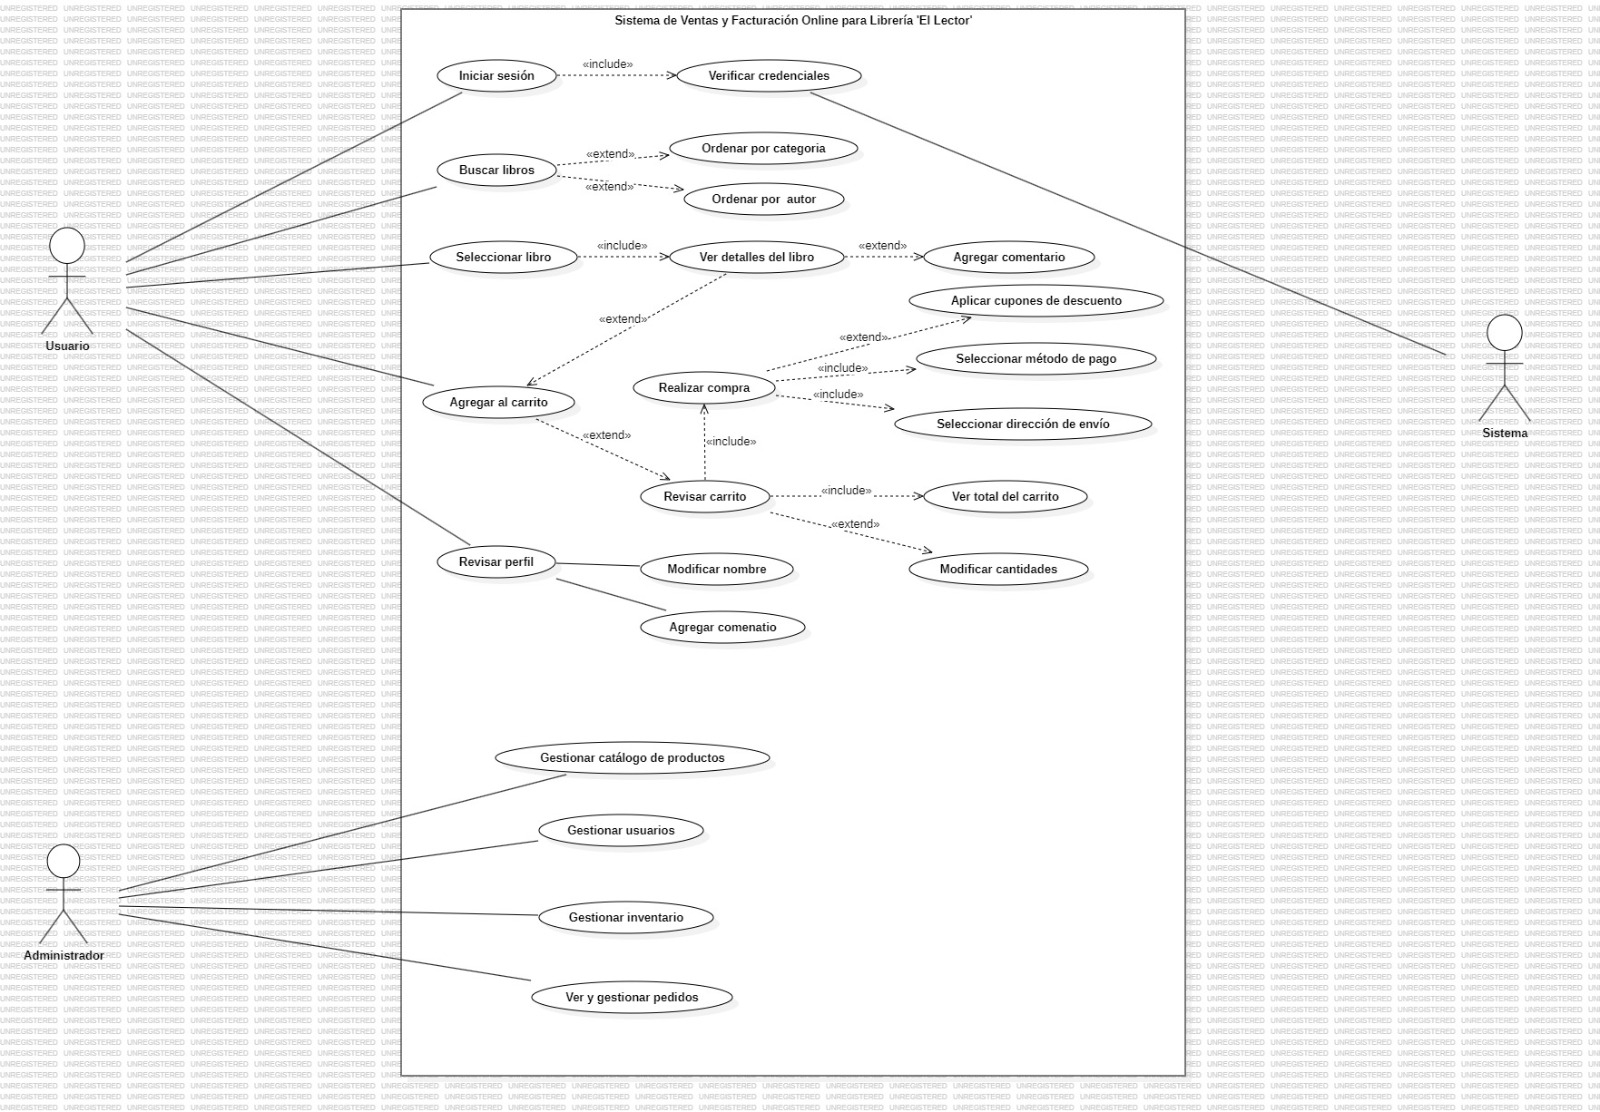 Sistema de Ventas y Facturación Online para Librería 'El Lector'
Iniciar sesión
«include»
Verificar credenciales
Buscar libros
«extend»
Ordenar por categoria
«extend»
Ordenar por autor
Seleccionar libro
«include»
Ver detalles del libro
«extend»
Agregar comentario
Aplicar cupones de descuento
«extend»
«extend»
Usuario
Realizar compra
«include»
Seleccionar método de pago
«include»
Seleccionar dirección de envío
Agregar al carrito
Sistema
«extend»
«include»
Revisar carrito
«include»
Ver total del carrito
«extend»
Revisar perfil
Modificar nombre
Modificar cantidades
Agregar comenatio
Gestionar catálogo de productos
Gestionar usuarios
Gestionar inventario
Administrador
Ver y gestionar pedidos
UNREGISTERED